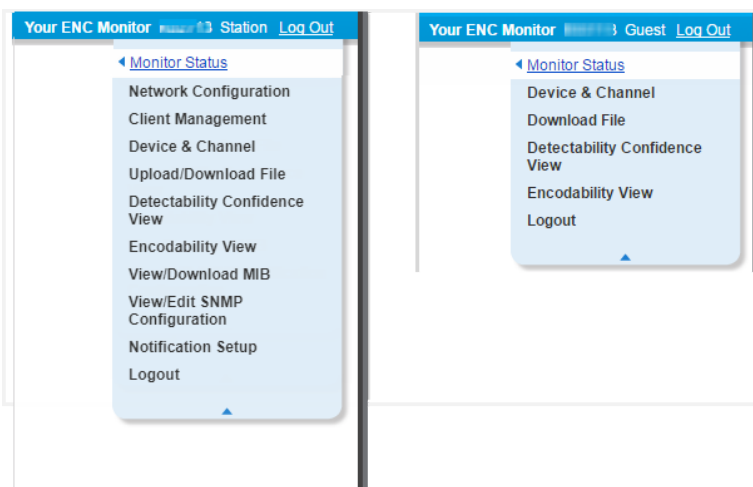 Your ENC Monitor Station Log Out
Monitor Status
Network Configuration
Client Management
Device & Channel
Upload/Download File
Detectability Confidence
View
Encodability View
View/Download MIB
View/Edit SNMP
Configuration
Notification Setup
Logout
Your ENC Monitor Guest Log Out
Monitor Status
Device & Channel
Download File
Detectability Confidence
View
Encodability View
Logout